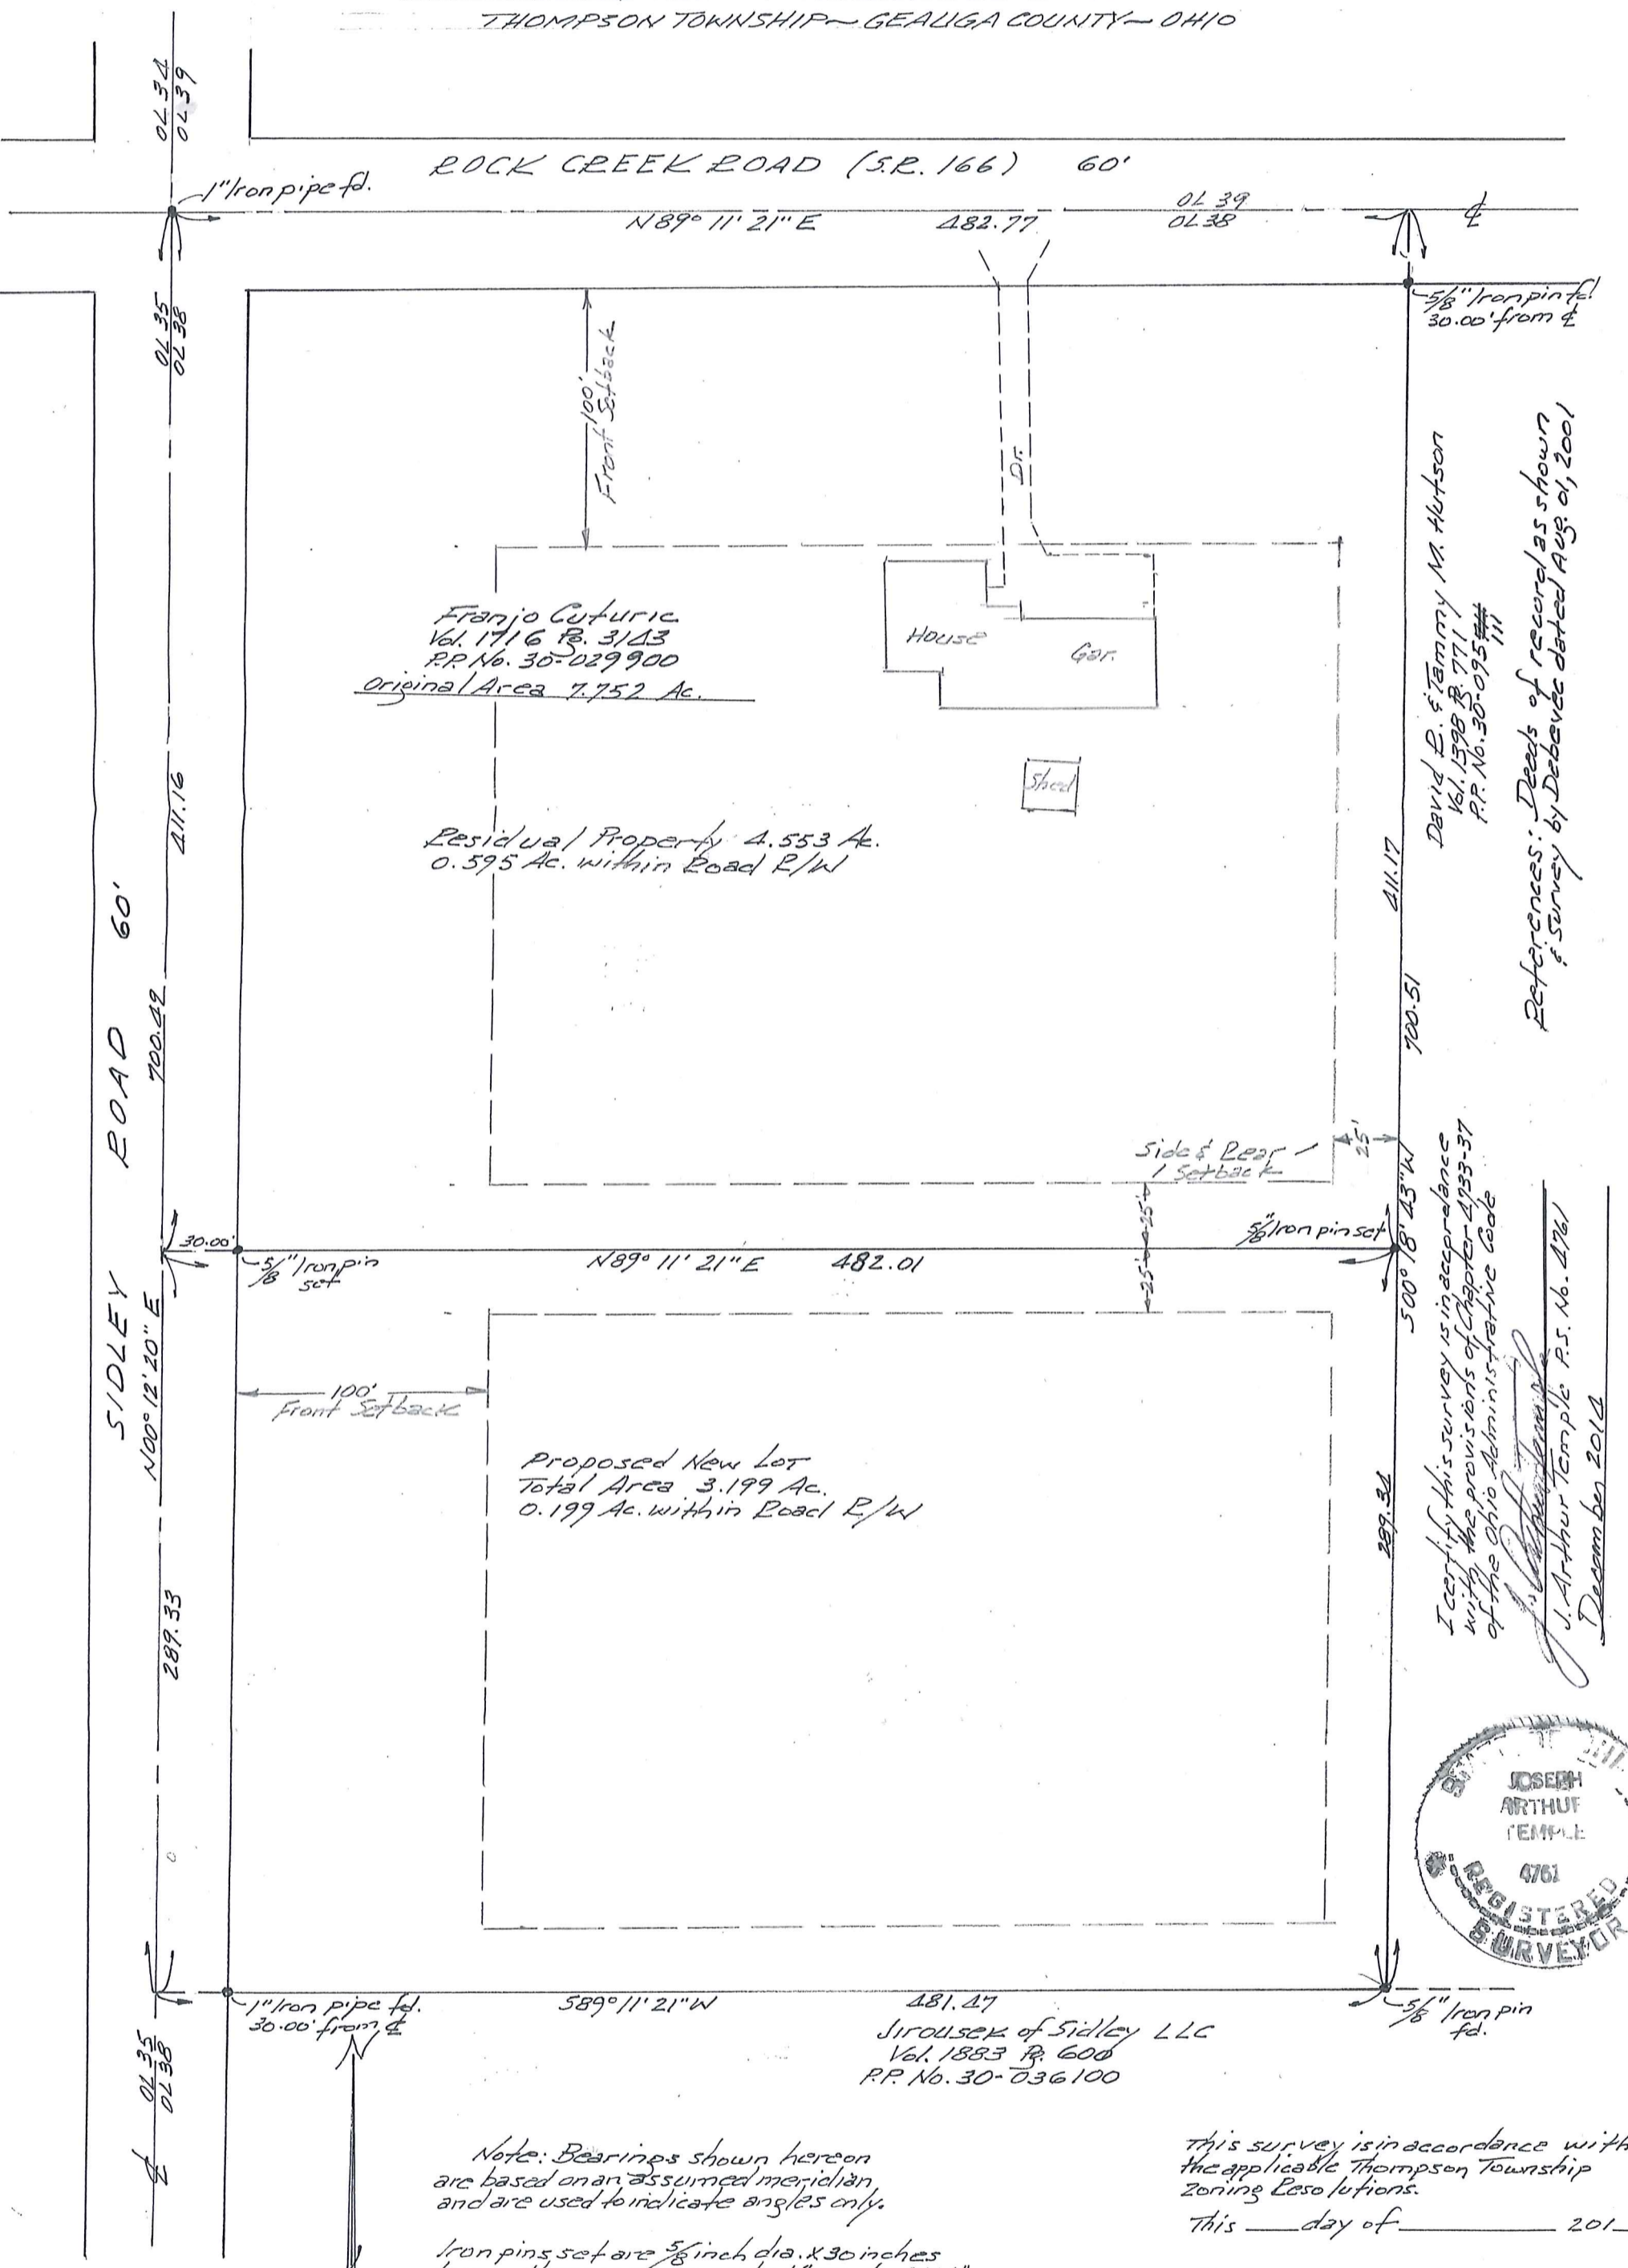 THOMPSON TOWNSHIP~ GEAUGA COUNTY~ OHIO
OL 34
OL 39
ROCK CREEK ROAD (S.R. 166) 60'
1" Iron pipe fd.
N89° 11' 21" E 482.77
OL 39
OL 38
5/8" Iron pin fd.
30.00' from ℄
OL 35
OL 38
100'
Front Setback
Dr.
Franjo Cuturic
Vol. 1716 Pg. 3143
P.P. No. 30-029900
Original Area 7.752 Ac.
House
Gar.
Shed
Residual Property 4.553 Ac.
0.595 Ac. within Road R/W
411.16
700.49
SIDLEY ROAD 60'
N00° 12' 20" E
David R. & Tammy M. Hutson
Vol. 1398 Pg. 771
P.P. No. 30-095
111
References: Deeds of record as shown
& survey by Debevec dated Aug. 01, 2001
411.17
700.51
S00° 18' 43" W
Side & Rear
Setback
25'
25'
25'
30.00'
5/8" Iron pin
set
N89° 11' 21" E 482.01
5/8" Iron pin set
100'
Front Setback
Proposed New Lot
Total Area 3.199 Ac.
0.199 Ac. within Road R/W
289.33
289.34
I certify this survey is in accordance
with the provisions of Chapter 4733-37
of the Ohio Administrative Code
J. Arthur Temple P.S. No. 4761
December 2014
JOSEPH
ARTHUR
TEMPLE
4761
REGISTERED
SURVEYOR
1" Iron pipe fd.
30.00' from ℄
S89° 11' 21" W 481.47
5/8" Iron pin
fd.
Jirousek of Sidley LLC
Vol. 1883 Pg. 600
P.P. No. 30-036100
OL 35
OL 38
℄
Note: Bearings shown hereon
are based on an assumed meridian
and are used to indicate angles only.
Iron pins set are 5/8 inch dia. x 30 inches
This survey is in accordance with
the applicable Thompson Township
Zoning Resolutions.
This ___ day of ___________ 201_